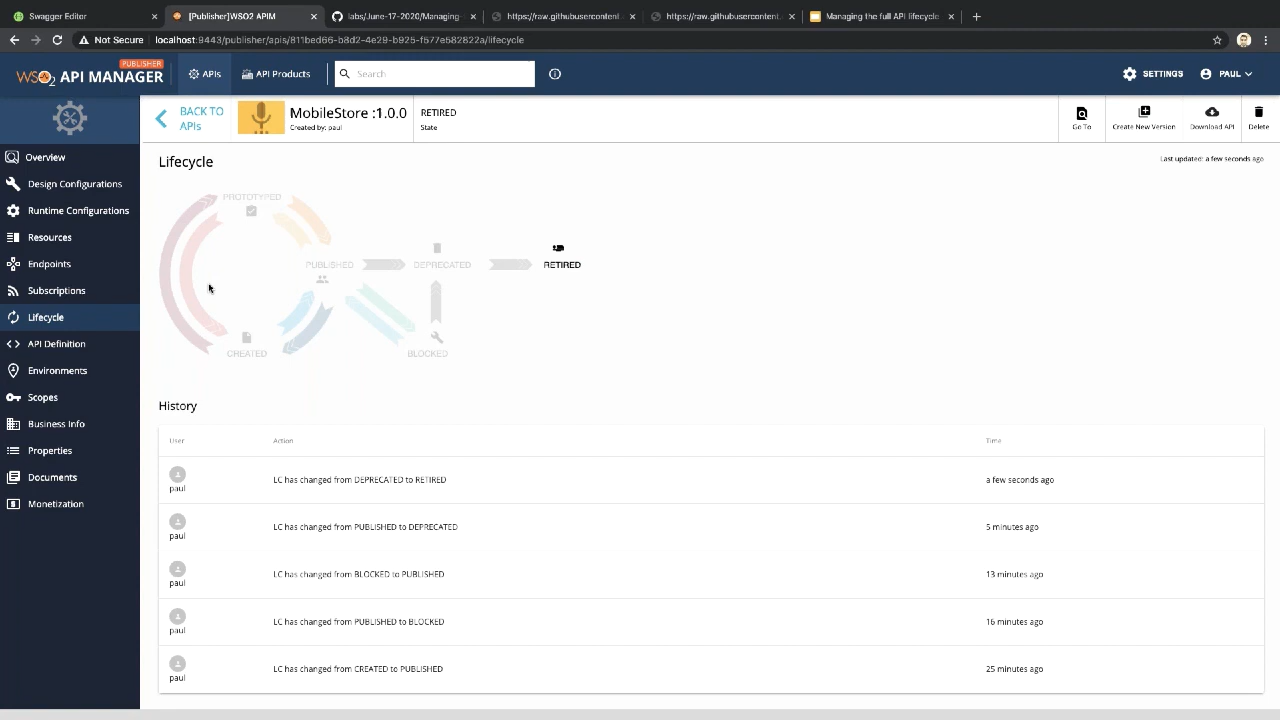 Swagger Editor
[Publisher]WSO2 APIM
labs/June-17-2020/Managing-
https://raw.githubusercontent.
https://raw.githubusercontent.
Managing the full API lifecycle
Not Secure
localhost:9443/publisher/apis/811bed66-b8d2-4e29-b925-f577e582822a/lifecycle
PUBLISHER
WSO2 API MANAGER
APIs
API Products
Search
SETTINGS
PAUL
BACK TO
APIs
MobileStore :1.0.0
Created by: paul
RETIRED
State
Go To
Create New Version
Download API
Delete
Overview
Design Configurations
Runtime Configurations
Resources
Endpoints
Subscriptions
Lifecycle
API Definition
Environments
Scopes
Business Info
Properties
Documents
Monetization
Lifecycle
Last updated: a few seconds ago
PROTOTYPED
PUBLISHED
DEPRECATED
RETIRED
CREATED
BLOCKED
History
User
Action
Time
paul
LC has changed from DEPRECATED to RETIRED
a few seconds ago
paul
LC has changed from PUBLISHED to DEPRECATED
5 minutes ago
paul
LC has changed from BLOCKED to PUBLISHED
13 minutes ago
paul
LC has changed from PUBLISHED to BLOCKED
16 minutes ago
paul
LC has changed from CREATED to PUBLISHED
25 minutes ago